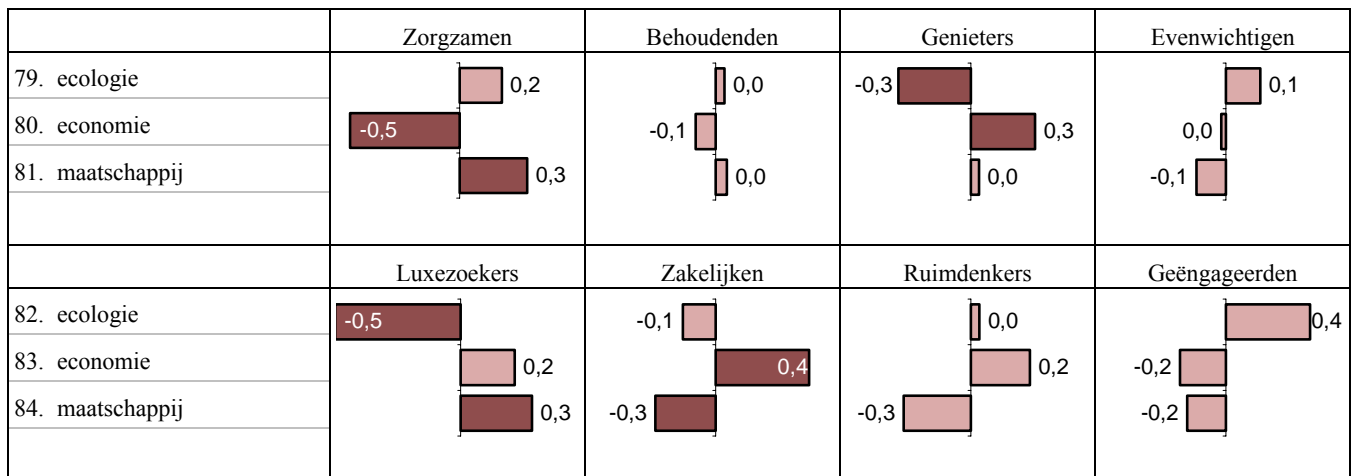 Zorgzamen Behoudenden Genieters Evenwichtigen
79. ecologie 0,2 0,0 -0,3 0,1
80. economie -0,5 -0,1 0,3 0,0
81. maatschappij 0,3 0,0 0,0 -0,1
Luxezoekers Zakelijken Ruimdenkers Geëngageerden
82. ecologie -0,5 -0,1 0,0 0,4
83. economie 0,2 0,4 0,2 -0,2
84. maatschappij 0,3 -0,3 -0,3 -0,2